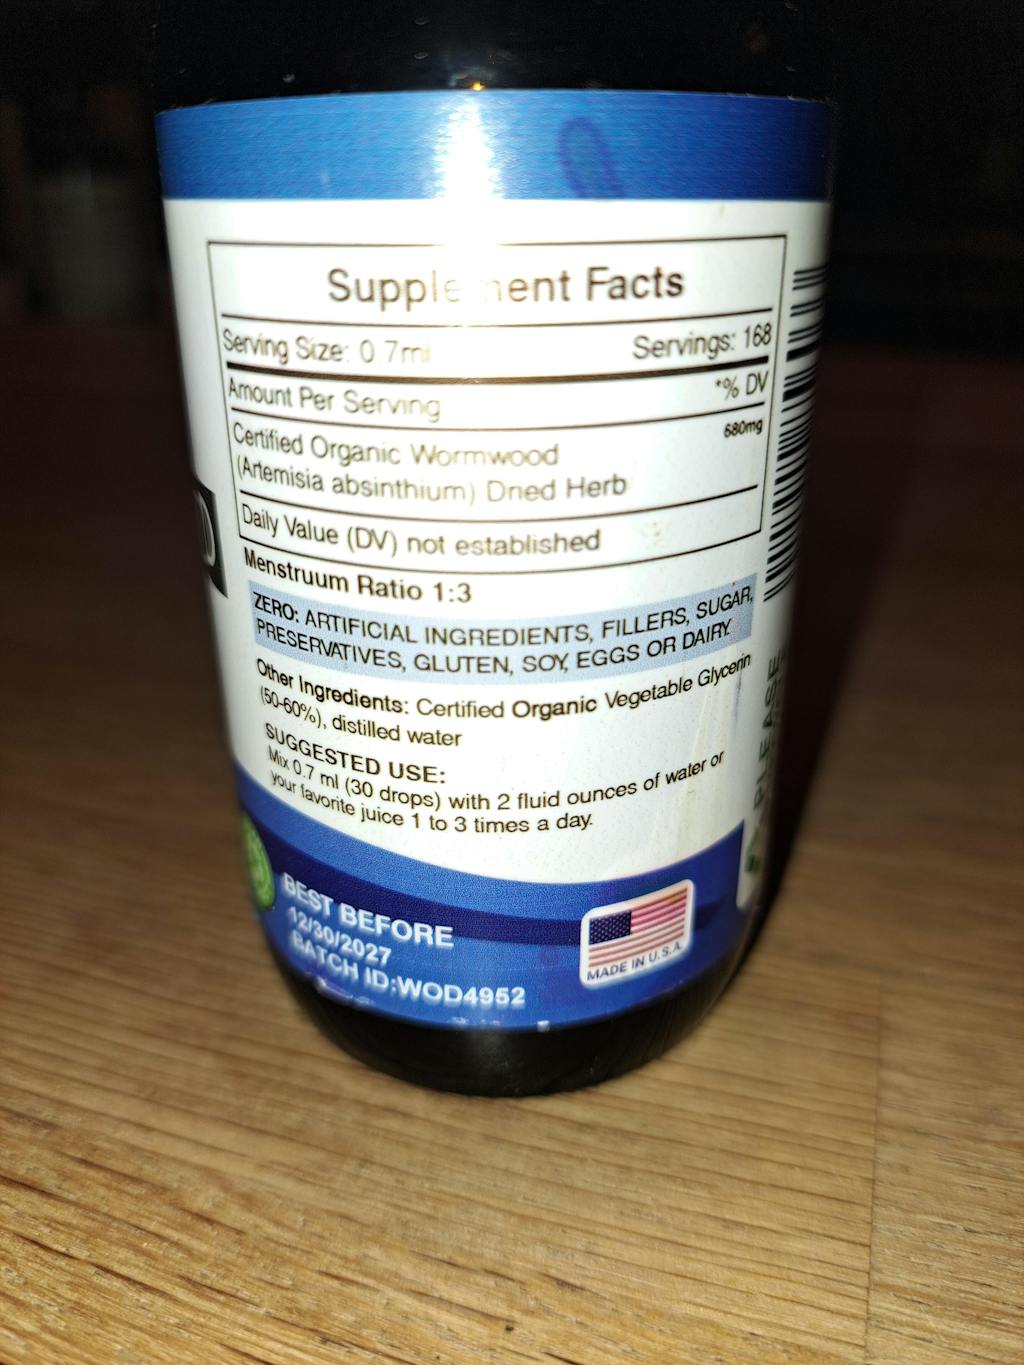 Supplement Facts
Serving Size: 0.7ml Servings: 168
Amount Per Serving *% DV
Certified Organic Wormwood 680mg
(Artemisia absinthium) Dried Herb
Daily Value (DV) not established
Menstruum Ratio 1:3
ZERO: ARTIFICIAL INGREDIENTS, FILLERS, SUGAR,
PRESERVATIVES, GLUTEN, SOY, EGGS OR DAIRY.
Other Ingredients: Certified Organic Vegetable Glycerin
(50-60%), distilled water
SUGGESTED USE:
Mix 0.7 ml (30 drops) with 2 fluid ounces of water or
your favorite juice 1 to 3 times a day.
BEST BEFORE
12/30/2027
BATCH ID:WOD4952
MADE IN U.S.A.
PLEASE